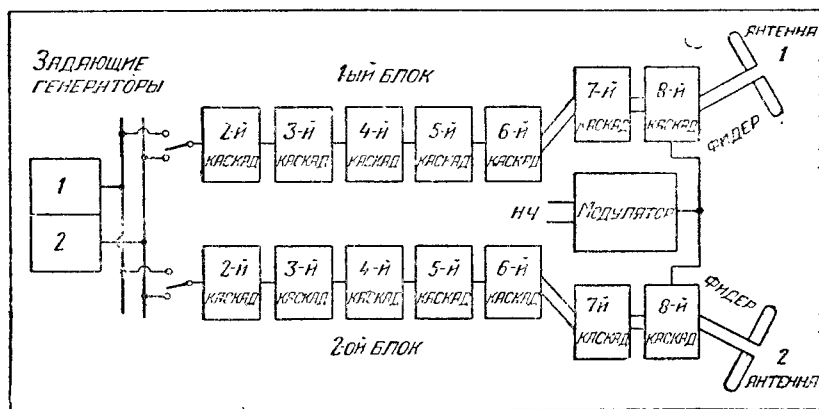 Задающие
генераторы
1
2
1ый блок
2-й каскад
3-й каскад
4-й каскад
5-й каскад
6-й каскад
7-й каскад
8-й каскад
Антенна
1
Фидер
НЧ
Модулятор
2-й каскад
3-й каскад
4-й каскад
5-й каскад
6-й каскад
7й каскад
8-й каскад
Фидер
2
Антенна
2-ой блок